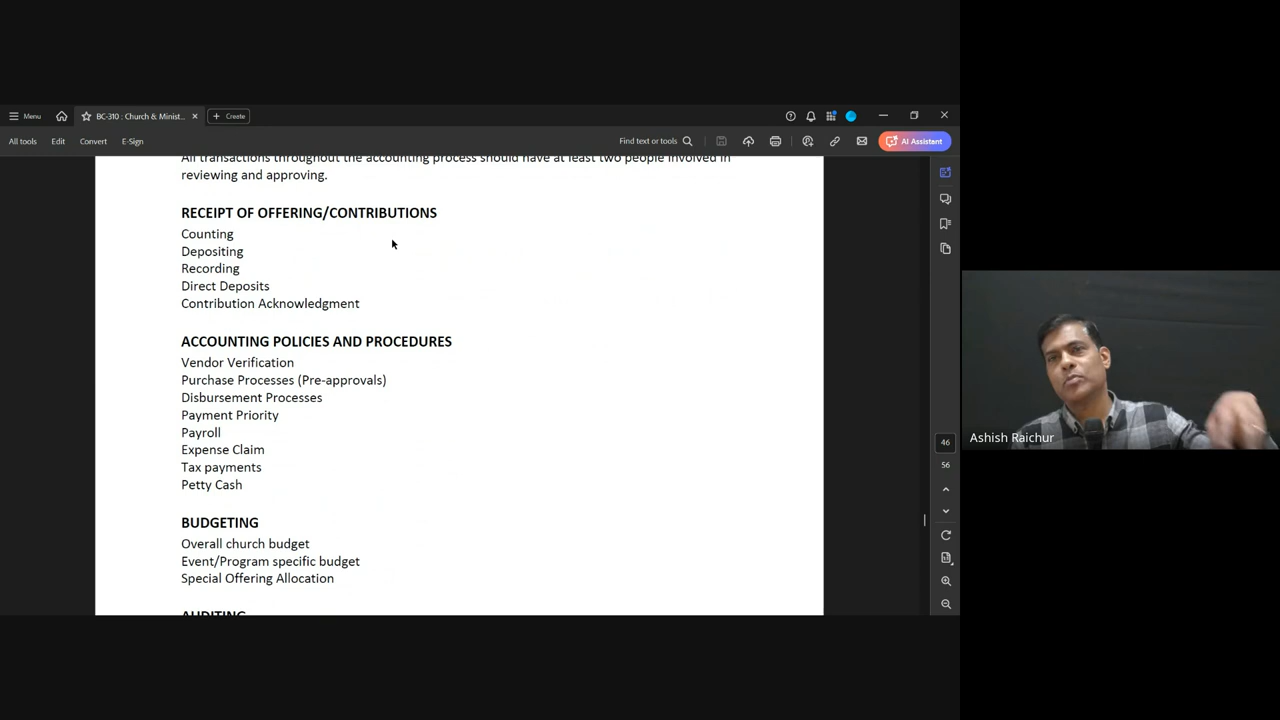 Menu
BC-310 : Church & Minist...
Create
All tools
Edit
Convert
E-Sign
Find text or tools
AI Assistant
All transactions throughout the accounting process should have at least two people involved in
reviewing and approving.
RECEIPT OF OFFERING/CONTRIBUTIONS
Counting
Depositing
Recording
Direct Deposits
Contribution Acknowledgment
ACCOUNTING POLICIES AND PROCEDURES
Vendor Verification
Purchase Processes (Pre-approvals)
Disbursement Processes
Payment Priority
Payroll
Expense Claim
Tax payments
Petty Cash
BUDGETING
Overall church budget
Event/Program specific budget
Special Offering Allocation
AUDITING
46
56
Ashish Raichur